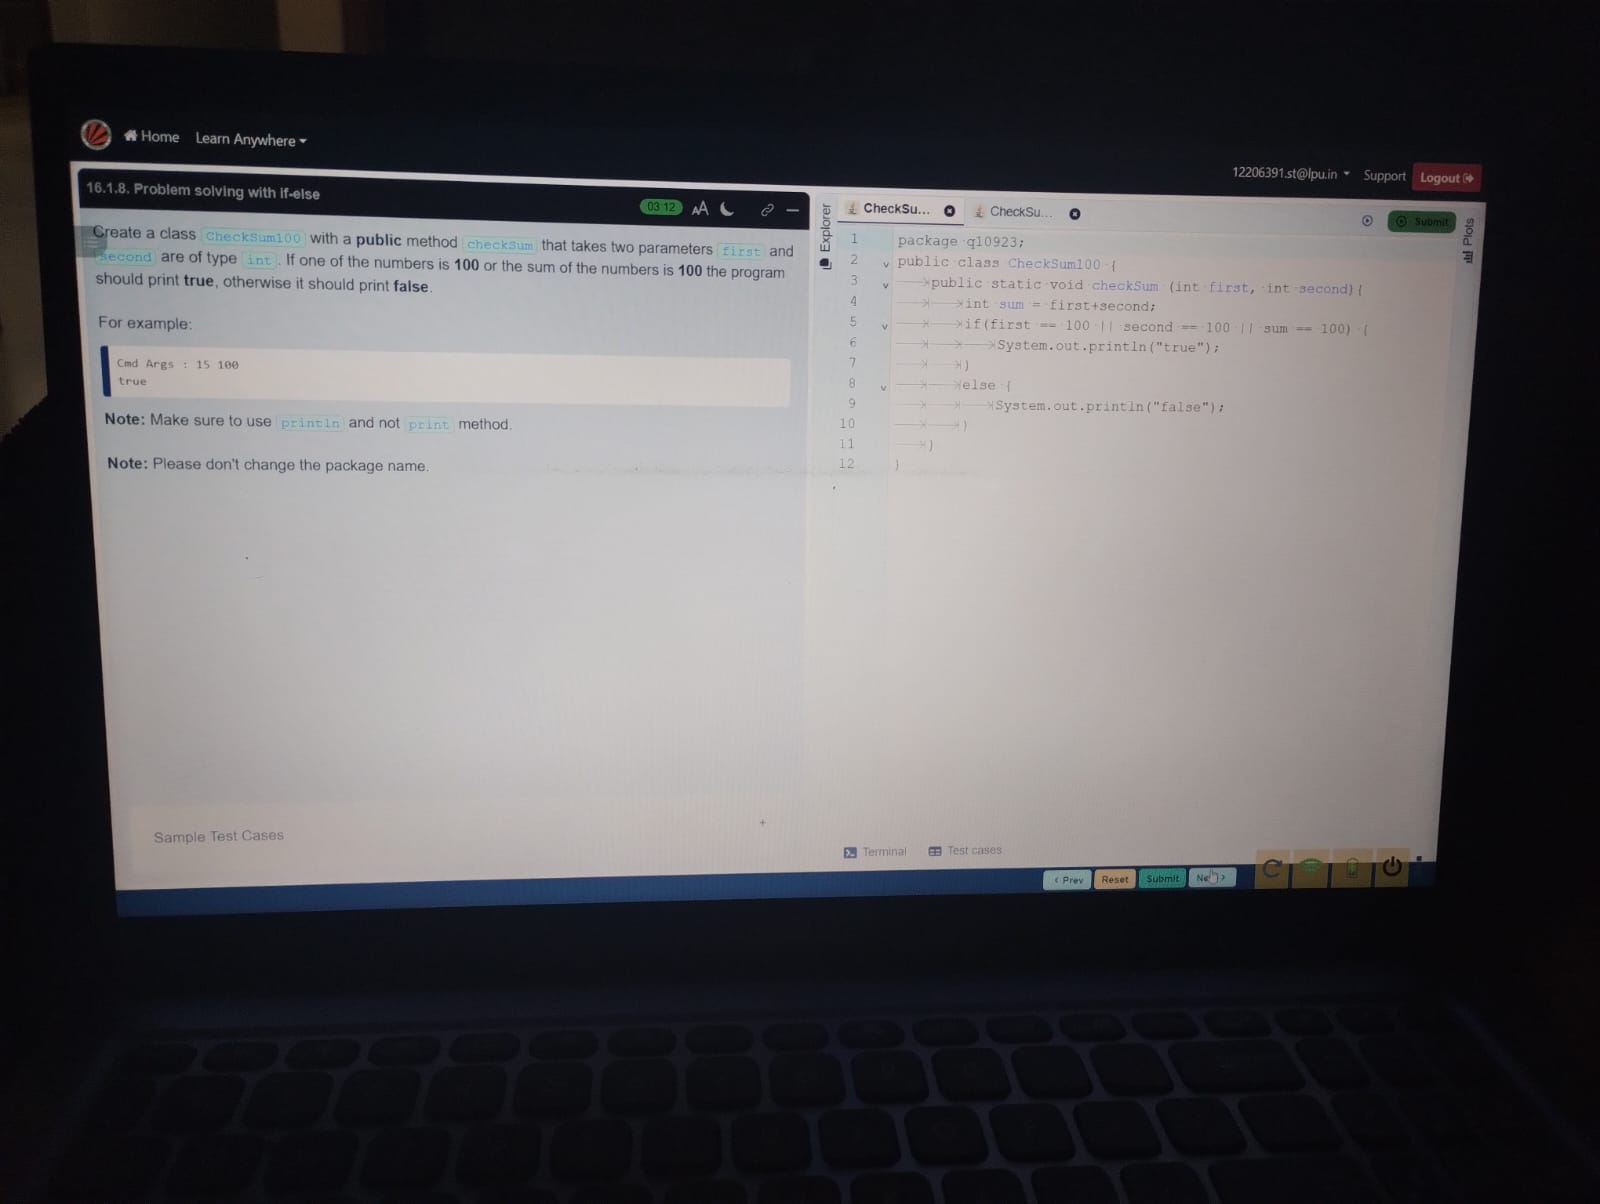 Home Learn Anywhere
12206391.st@lpu.in Support Logout
16.1.8. Problem solving with if-else
03:12 AA
Create a class CheckSum100 with a public method checkSum that takes two parameters first and
second are of type int. If one of the numbers is 100 or the sum of the numbers is 100 the program
should print true, otherwise it should print false.
For example:
Cmd Args : 15 100
true
Note: Make sure to use println and not print method.
Note: Please don't change the package name.
Sample Test Cases
+
Explorer
CheckSu... CheckSu...
Submit
Plots
1 package q10923;
2 public class CheckSum100 {
3 public static void checkSum (int first, int second){
4 int sum = first+second;
5 if(first == 100 || second == 100 || sum == 100) {
6 System.out.println("true");
7 }
8 else {
9 System.out.println("false");
10 }
11 }
12 }
Terminal Test cases
< Prev Reset Submit